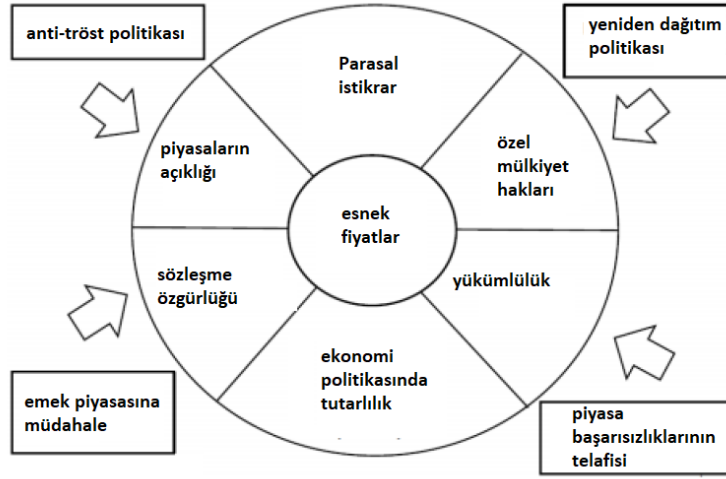 anti-tröst politikası
yeniden dağıtım
politikası
Parasal
istikrar
piyasaların
açıklığı
özel
mülkiyet
hakları
esnek
fiyatlar
sözleşme
özgürlüğü
yükümlülük
ekonomi
politikasında
tutarlılık
emek piyasasına
müdahale
piyasa
başarısızlıklarının
telafisi